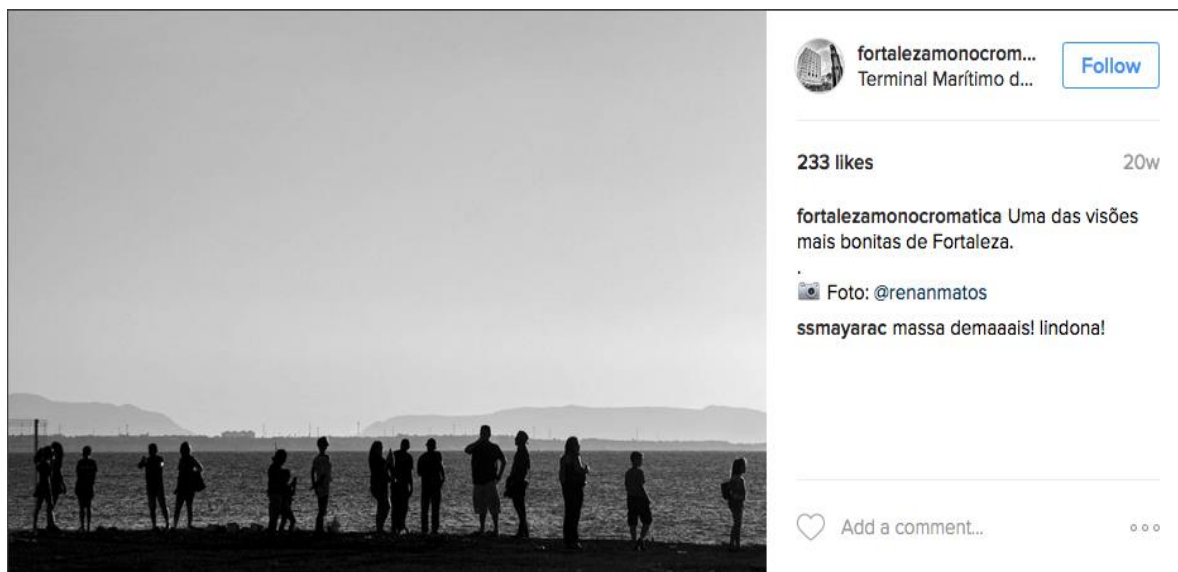 fortalezamonocrom...
Terminal Marítimo d...
Follow
233 likes
20w
fortalezamonocromatica Uma das visões
mais bonitas de Fortaleza.
.
📷 Foto: @renanmatos
ssmayarac massa demaaais! lindona!
Add a comment...